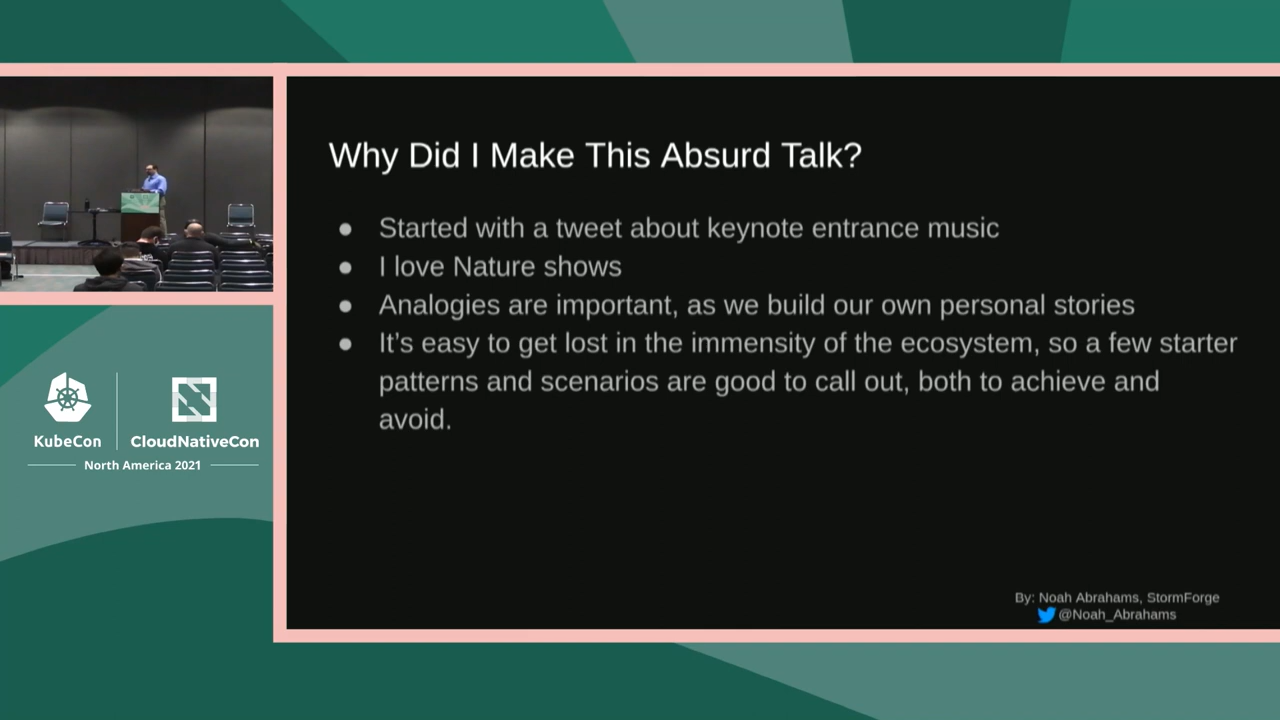 Why Did I Make This Absurd Talk?
● Started with a tweet about keynote entrance music
● I love Nature shows
● Analogies are important, as we build our own personal stories
● It’s easy to get lost in the immensity of the ecosystem, so a few starter
patterns and scenarios are good to call out, both to achieve and
avoid.
KubeCon
CloudNativeCon
North America 2021
By: Noah Abrahams, StormForge
@Noah_Abrahams